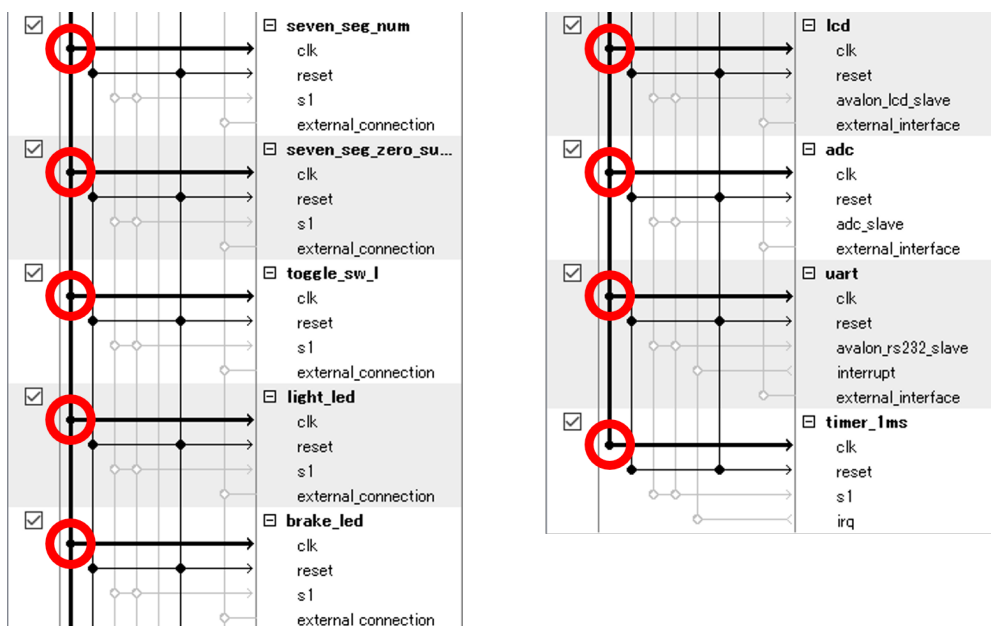 seven_seg_num
clk
reset
s1
external_connection
seven_seg_zero_su...
clk
reset
s1
external_connection
toggle_sw_l
clk
reset
s1
external_connection
light_led
clk
reset
s1
external_connection
brake_led
clk
reset
s1
external_connection
lcd
clk
reset
avalon_lcd_slave
external_interface
adc
clk
reset
adc_slave
external_interface
uart
clk
reset
avalon_rs232_slave
interrupt
external_interface
timer_1ms
clk
reset
s1
irq